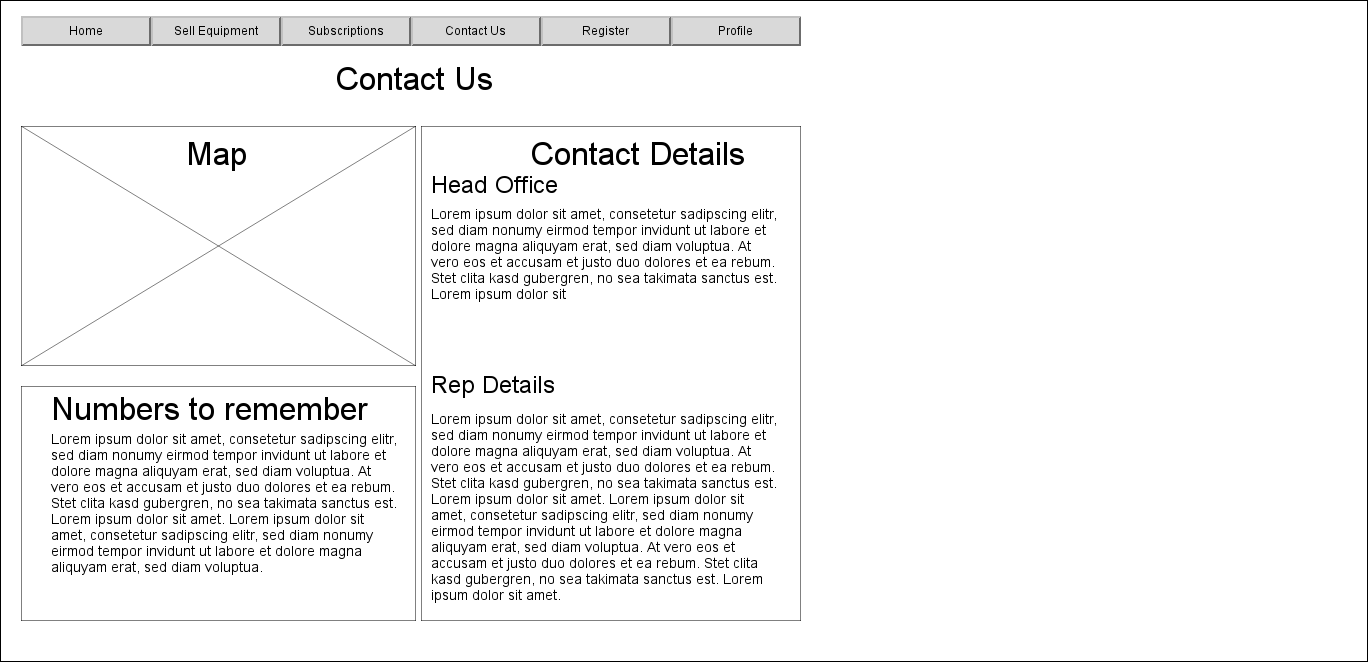 Home Sell Equipment Subscriptions Contact Us Register Profile
Contact Us
Map
Numbers to remember
Lorem ipsum dolor sit amet, consetetur sadipscing elitr,
sed diam nonumy eirmod tempor invidunt ut labore et
dolore magna aliquyam erat, sed diam voluptua. At
vero eos et accusam et justo duo dolores et ea rebum.
Stet clita kasd gubergren, no sea takimata sanctus est.
Lorem ipsum dolor sit amet. Lorem ipsum dolor sit
amet, consetetur sadipscing elitr, sed diam nonumy
eirmod tempor invidunt ut labore et dolore magna
aliquyam erat, sed diam voluptua.
Contact Details
Head Office
Lorem ipsum dolor sit amet, consetetur sadipscing elitr,
sed diam nonumy eirmod tempor invidunt ut labore et
dolore magna aliquyam erat, sed diam voluptua. At
vero eos et accusam et justo duo dolores et ea rebum.
Stet clita kasd gubergren, no sea takimata sanctus est.
Lorem ipsum dolor sit
Rep Details
Lorem ipsum dolor sit amet, consetetur sadipscing elitr,
sed diam nonumy eirmod tempor invidunt ut labore et
dolore magna aliquyam erat, sed diam voluptua. At
vero eos et accusam et justo duo dolores et ea rebum.
Stet clita kasd gubergren, no sea takimata sanctus est.
Lorem ipsum dolor sit amet. Lorem ipsum dolor sit
amet, consetetur sadipscing elitr, sed diam nonumy
eirmod tempor invidunt ut labore et dolore magna
aliquyam erat, sed diam voluptua. At vero eos et
accusam et justo duo dolores et ea rebum. Stet clita
kasd gubergren, no sea takimata sanctus est. Lorem
ipsum dolor sit amet.